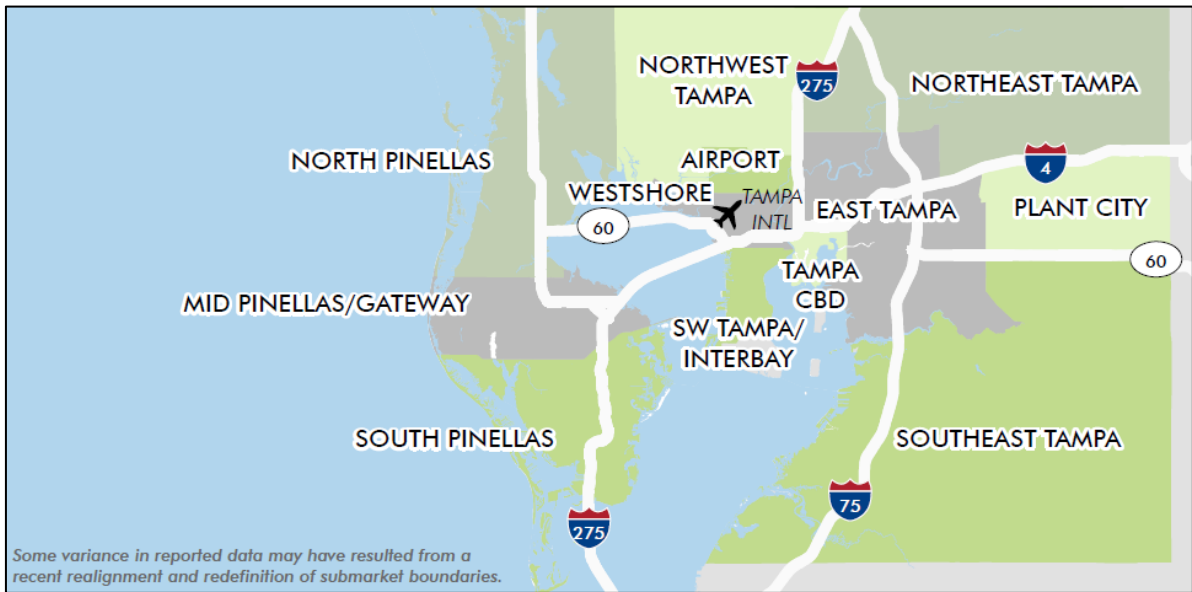 NORTHWEST
TAMPA
275
NORTHEAST TAMPA
NORTH PINELLAS
AIRPORT
4
WESTSHORE
TAMPA
INTL
60
EAST TAMPA
PLANT CITY
60
TAMPA
CBD
MID PINELLAS/GATEWAY
SW TAMPA/
INTERBAY
SOUTH PINELLAS
SOUTHEAST TAMPA
75
275
Some variance in reported data may have resulted from a
recent realignment and redefinition of submarket boundaries.